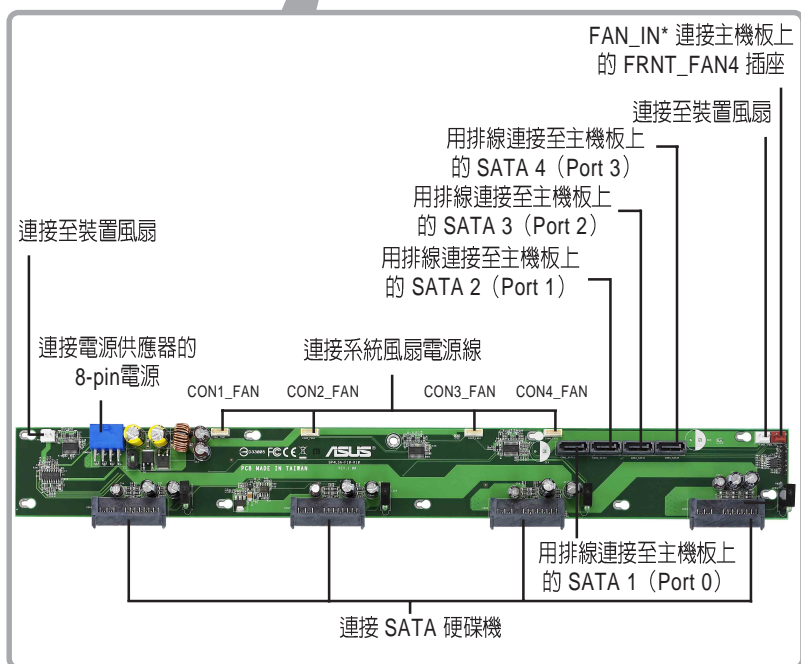 FAN_IN* 連接主機板上
的 FRNT_FAN4 插座
連接至裝置風扇
用排線連接至主機板上
的 SATA 4（Port 3）
用排線連接至主機板上
的 SATA 3（Port 2）
連接至裝置風扇
用排線連接至主機板上
的 SATA 2（Port 1）
連接電源供應器的
8-pin電源
連接系統風扇電源線
CON1_FAN
CON2_FAN
CON3_FAN
CON4_FAN
FC CE
ASUS
PCB MADE IN TAIWAN
用排線連接至主機板上
的 SATA 1（Port 0）
連接 SATA 硬碟機